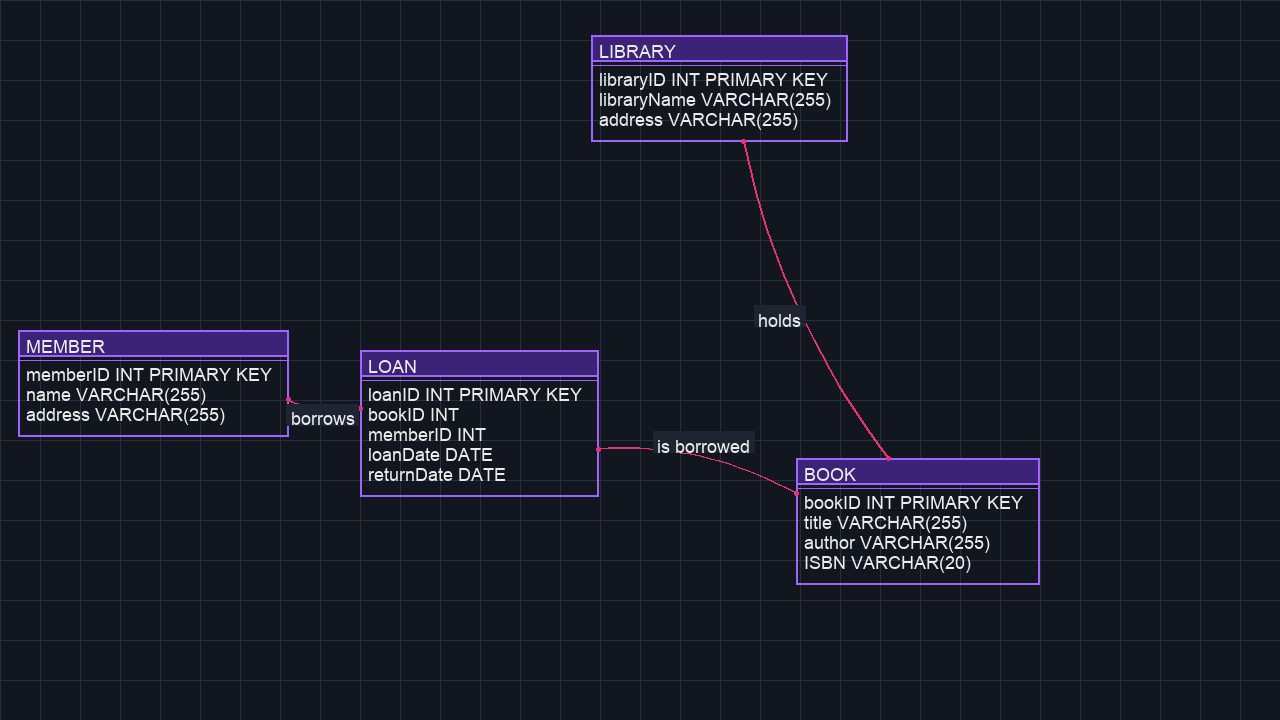 LIBRARY
libraryID INT PRIMARY KEY
libraryName VARCHAR(255)
address VARCHAR(255)
holds
MEMBER
memberID INT PRIMARY KEY
name VARCHAR(255)
address VARCHAR(255)
borrows
LOAN
loanID INT PRIMARY KEY
bookID INT
memberID INT
loanDate DATE
returnDate DATE
is borrowed
BOOK
bookID INT PRIMARY KEY
title VARCHAR(255)
author VARCHAR(255)
ISBN VARCHAR(20)